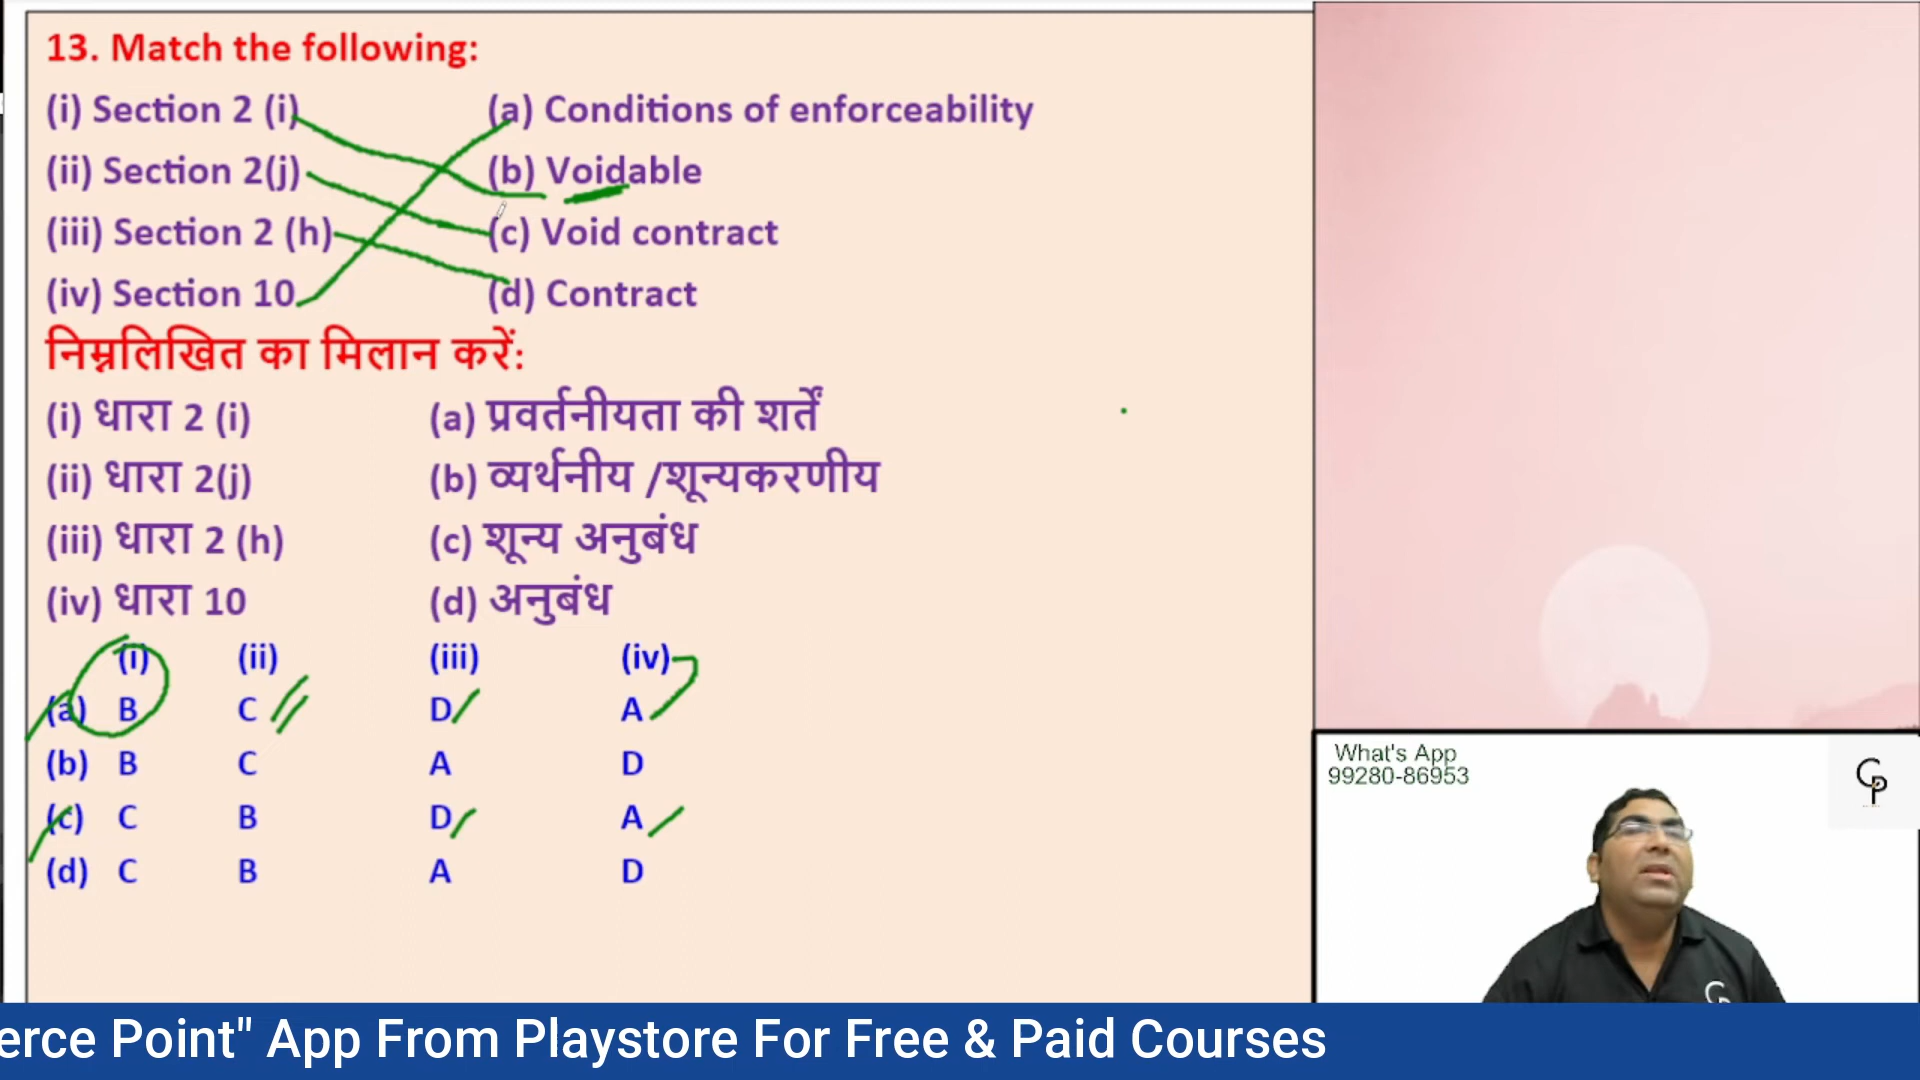 13. Match the following:
(i) Section 2 (i) (a) Conditions of enforceability
(ii) Section 2(j) (b) Voidable
(iii) Section 2 (h) (c) Void contract
(iv) Section 10 (d) Contract
निम्नलिखित का मिलान करें:
(i) धारा 2 (i) (a) प्रवर्तनीयता की शर्तें
(ii) धारा 2(j) (b) व्यर्थनीय /शून्यकरणीय
(iii) धारा 2 (h) (c) शून्य अनुबंध
(iv) धारा 10 (d) अनुबंध
(i) (ii) (iii) (iv)
(a) B C D A
(b) B C A D
(c) C B D A
(d) C B A D
What's App
99280-86953
CP
erce Point" App From Playstore For Free & Paid Courses